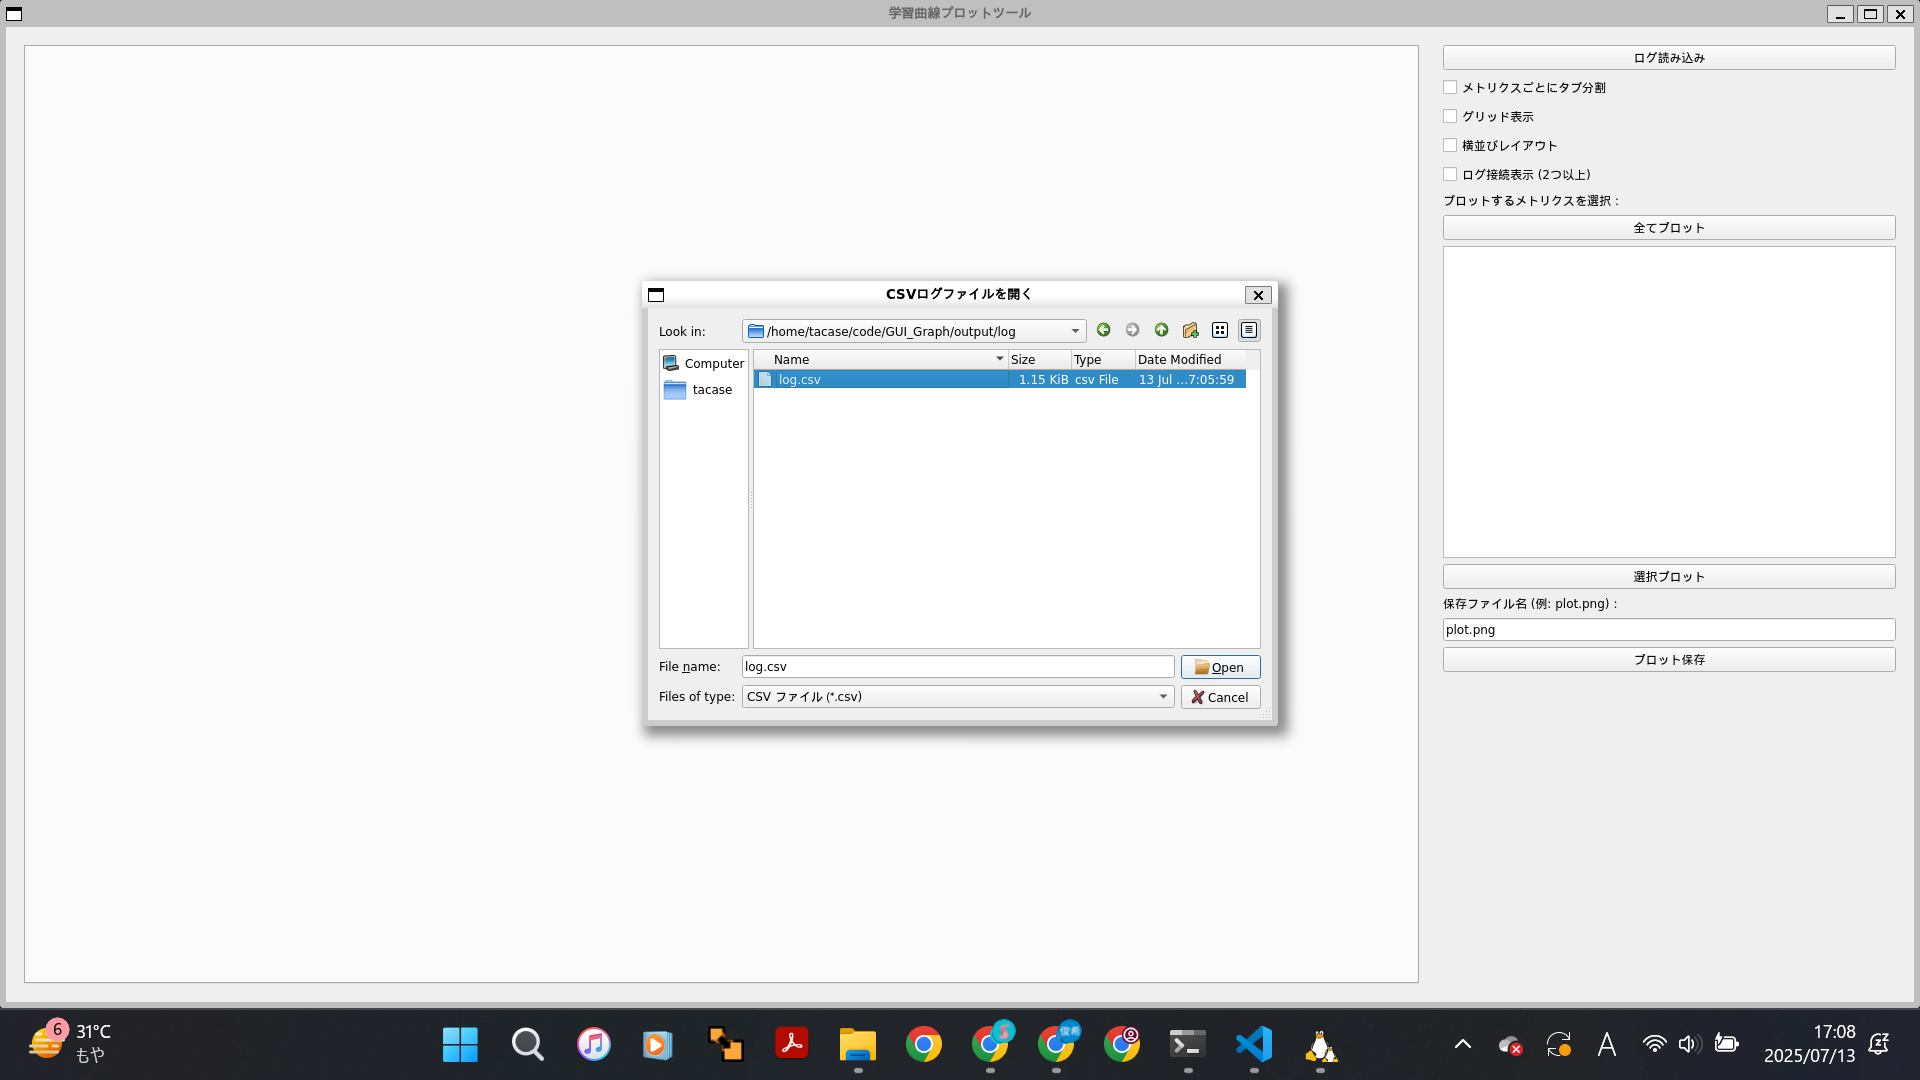 学習曲線プロットツール
ログ読み込み
メトリクスごとにタブ分割
グリッド表示
横並びレイアウト
ログ接続表示 (2つ以上)
プロットするメトリクスを選択：
全てプロット
選択プロット
保存ファイル名 (例: plot.png)：
plot.png
プロット保存
CSVログファイルを開く
Look in: /home/tacase/code/GUI_Graph/output/log
Computer
tacase
Name Size Type Date Modified
log.csv 1.15 KiB csv File 13 Jul ...7:05:59
File name: log.csv Open
Files of type: CSV ファイル (*.csv) Cancel
6
31°C
もや
俊希
A
17:08
2025/07/13